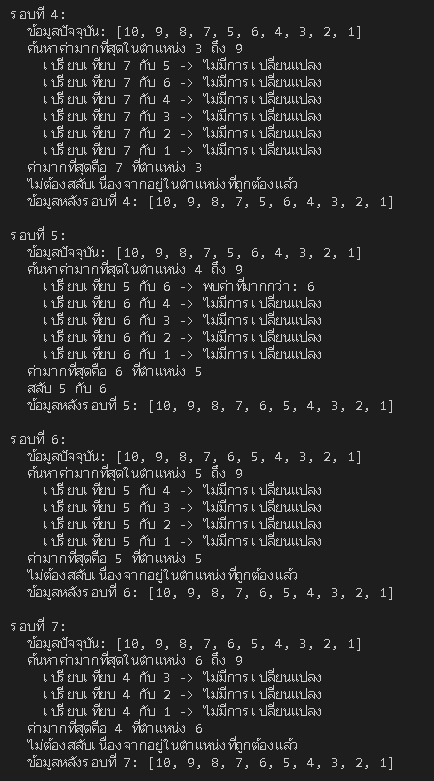 รอบที่ 4:
ข้อมูลปัจจุบัน: [10, 9, 8, 7, 5, 6, 4, 3, 2, 1]
ค้นหาค่ามากที่สุดในตำแหน่ง 3 ถึง 9
เปรียบเทียบ 7 กับ 5 -> ไม่มีการเปลี่ยนแปลง
เปรียบเทียบ 7 กับ 6 -> ไม่มีการเปลี่ยนแปลง
เปรียบเทียบ 7 กับ 4 -> ไม่มีการเปลี่ยนแปลง
เปรียบเทียบ 7 กับ 3 -> ไม่มีการเปลี่ยนแปลง
เปรียบเทียบ 7 กับ 2 -> ไม่มีการเปลี่ยนแปลง
เปรียบเทียบ 7 กับ 1 -> ไม่มีการเปลี่ยนแปลง
ค่ามากที่สุดคือ 7 ที่ตำแหน่ง 3
ไม่ต้องสลับเนื่องจากอยู่ในตำแหน่งที่ถูกต้องแล้ว
ข้อมูลหลังรอบที่ 4: [10, 9, 8, 7, 5, 6, 4, 3, 2, 1]
รอบที่ 5:
ข้อมูลปัจจุบัน: [10, 9, 8, 7, 5, 6, 4, 3, 2, 1]
ค้นหาค่ามากที่สุดในตำแหน่ง 4 ถึง 9
เปรียบเทียบ 5 กับ 6 -> พบค่าที่มากกว่า: 6
เปรียบเทียบ 6 กับ 4 -> ไม่มีการเปลี่ยนแปลง
เปรียบเทียบ 6 กับ 3 -> ไม่มีการเปลี่ยนแปลง
เปรียบเทียบ 6 กับ 2 -> ไม่มีการเปลี่ยนแปลง
เปรียบเทียบ 6 กับ 1 -> ไม่มีการเปลี่ยนแปลง
ค่ามากที่สุดคือ 6 ที่ตำแหน่ง 5
สลับ 5 กับ 6
ข้อมูลหลังรอบที่ 5: [10, 9, 8, 7, 6, 5, 4, 3, 2, 1]
รอบที่ 6:
ข้อมูลปัจจุบัน: [10, 9, 8, 7, 6, 5, 4, 3, 2, 1]
ค้นหาค่ามากที่สุดในตำแหน่ง 5 ถึง 9
เปรียบเทียบ 5 กับ 4 -> ไม่มีการเปลี่ยนแปลง
เปรียบเทียบ 5 กับ 3 -> ไม่มีการเปลี่ยนแปลง
เปรียบเทียบ 5 กับ 2 -> ไม่มีการเปลี่ยนแปลง
เปรียบเทียบ 5 กับ 1 -> ไม่มีการเปลี่ยนแปลง
ค่ามากที่สุดคือ 5 ที่ตำแหน่ง 5
ไม่ต้องสลับเนื่องจากอยู่ในตำแหน่งที่ถูกต้องแล้ว
ข้อมูลหลังรอบที่ 6: [10, 9, 8, 7, 6, 5, 4, 3, 2, 1]
รอบที่ 7:
ข้อมูลปัจจุบัน: [10, 9, 8, 7, 6, 5, 4, 3, 2, 1]
ค้นหาค่ามากที่สุดในตำแหน่ง 6 ถึง 9
เปรียบเทียบ 4 กับ 3 -> ไม่มีการเปลี่ยนแปลง
เปรียบเทียบ 4 กับ 2 -> ไม่มีการเปลี่ยนแปลง
เปรียบเทียบ 4 กับ 1 -> ไม่มีการเปลี่ยนแปลง
ค่ามากที่สุดคือ 4 ที่ตำแหน่ง 6
ไม่ต้องสลับเนื่องจากอยู่ในตำแหน่งที่ถูกต้องแล้ว
ข้อมูลหลังรอบที่ 7: [10, 9, 8, 7, 6, 5, 4, 3, 2, 1]